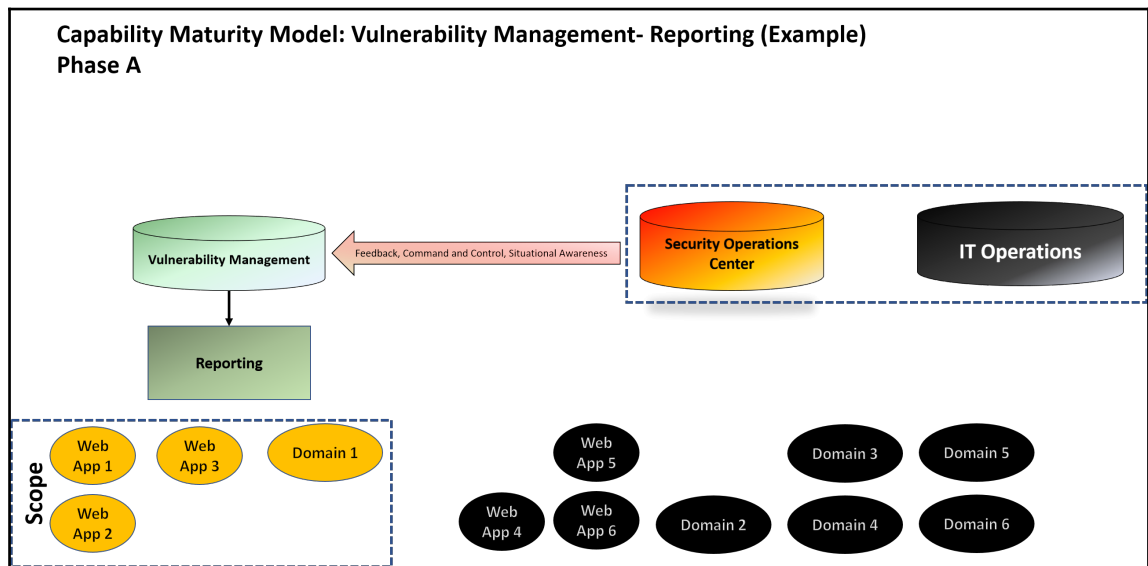 Capability Maturity Model: Vulnerability Management- Reporting (Example)
Phase A
Vulnerability Management
Feedback, Command and Control, Situational Awareness
Security Operations
Center
IT Operations
Reporting
Scope
Web
App 1
Web
App 3
Domain 1
Web
App 2
Web
App 5
Domain 3
Domain 5
Web
App 4
Web
App 6
Domain 2
Domain 4
Domain 6